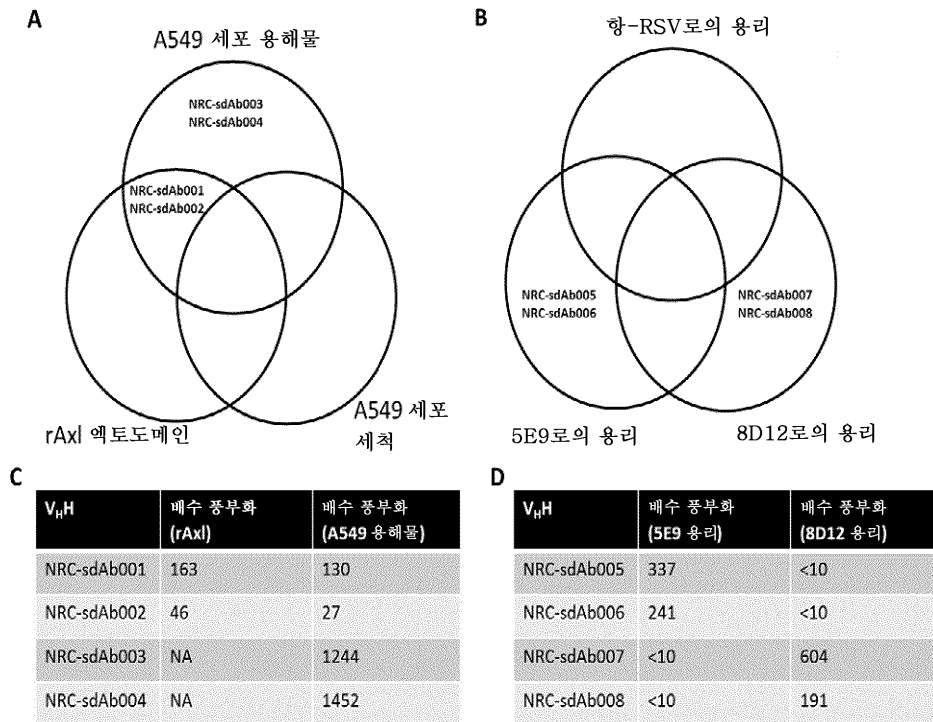 A
A549 세포 용해물
NRC-sdAb003
NRC-sdAb004
NRC-sdAb001
NRC-sdAb002
rAxl 엑토도메인
A549 세포
세척
B
항-RSV로의 용리
NRC-sdAb005
NRC-sdAb006
NRC-sdAb007
NRC-sdAb008
5E9로의 용리
8D12로의 용리
C
VHH 배수 풍부화 (rAxl) 배수 풍부화 (A549 용해물)
NRC-sdAb001 163 130
NRC-sdAb002 46 27
NRC-sdAb003 NA 1244
NRC-sdAb004 NA 1452
D
VHH 배수 풍부화 (5E9 용리) 배수 풍부화 (8D12 용리)
NRC-sdAb005 337 <10
NRC-sdAb006 241 <10
NRC-sdAb007 <10 604
NRC-sdAb008 <10 191